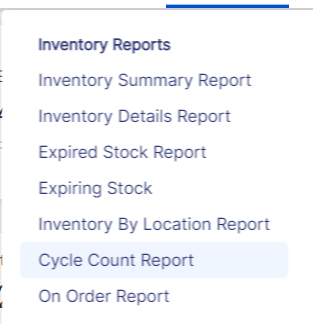 Inventory Reports
Inventory Summary Report
Inventory Details Report
Expired Stock Report
Expiring Stock
Inventory By Location Report
Cycle Count Report
On Order Report